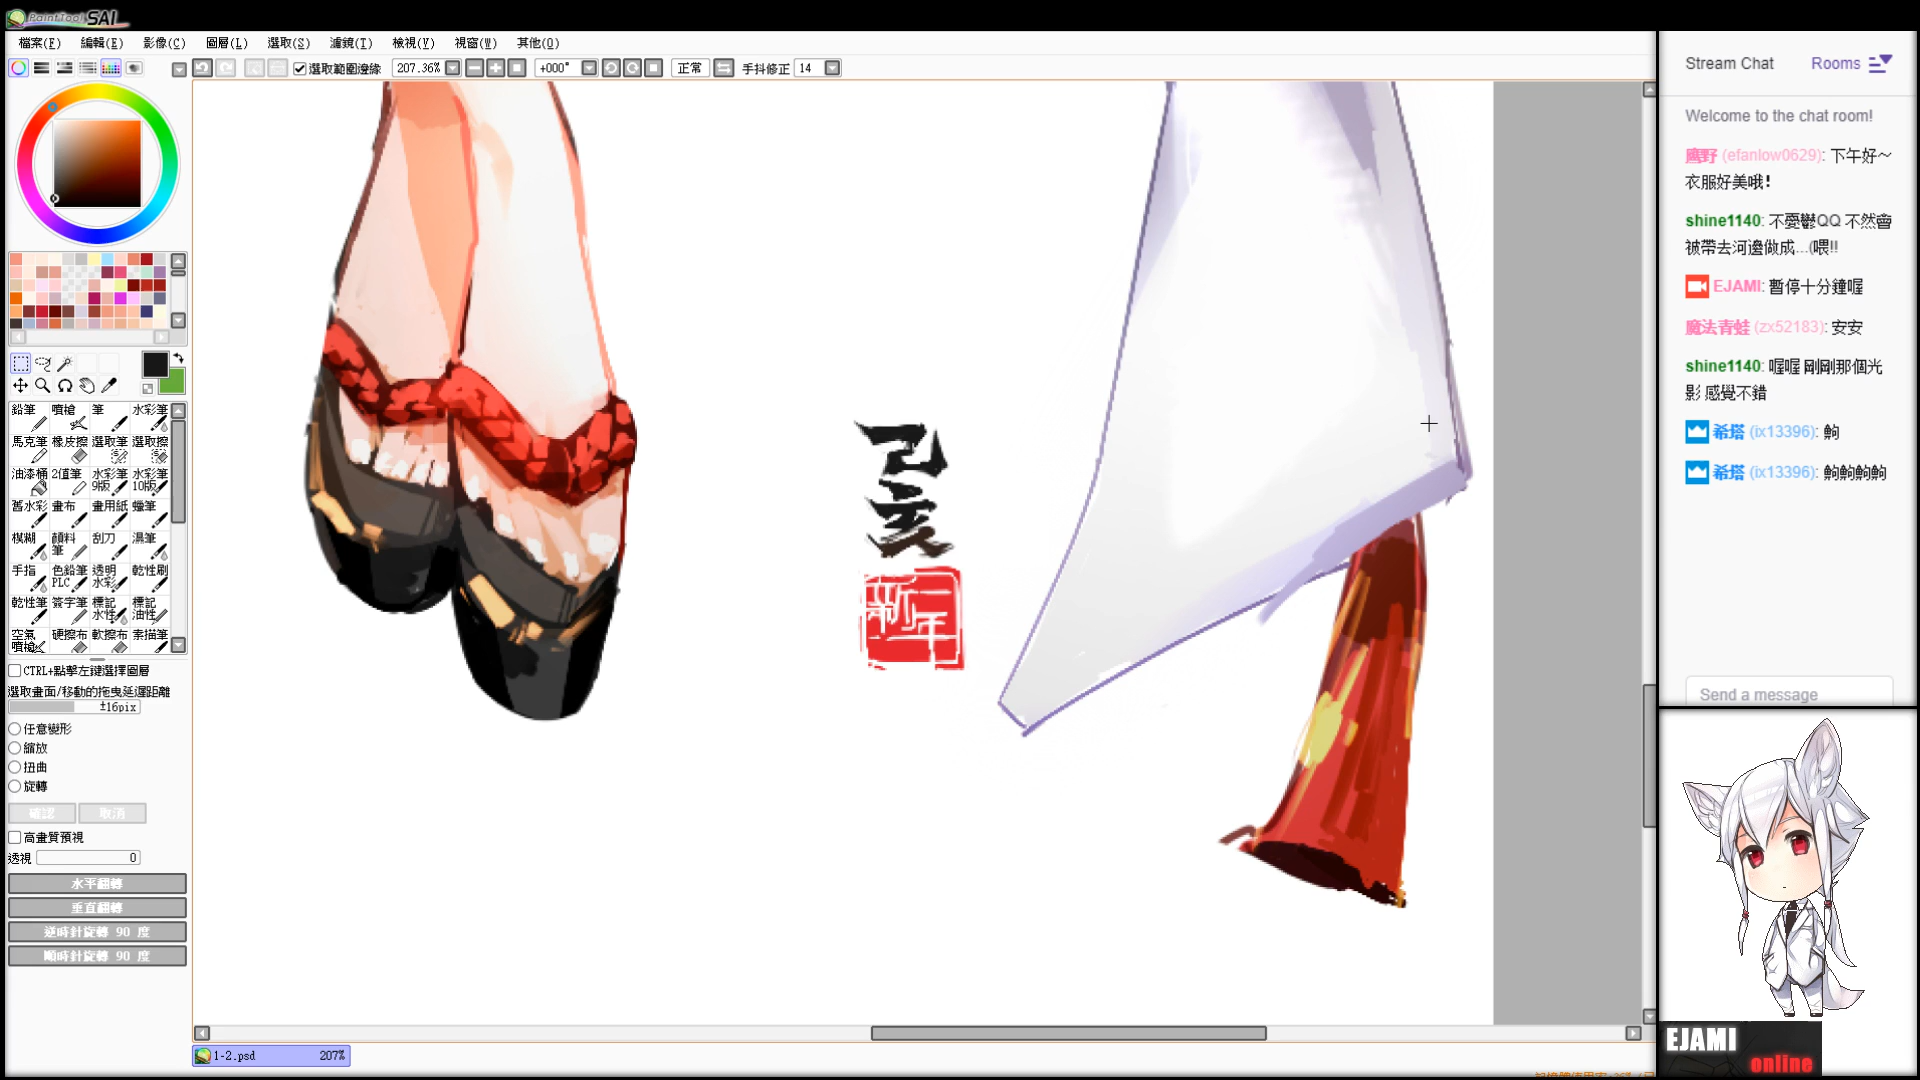 PaintTool SAI
檔案(F) 編輯(E) 影像(C) 圖層(L) 選取(S) 濾鏡(T) 檢視(V) 視窗(W) 其他(O)
選取範圍邊緣 207.36% +000° 正常 手抖修正 14
鉛筆 噴槍 筆 水彩筆
馬克筆 橡皮擦 選取筆 選取擦
油漆桶 2值筆 水彩筆9版 水彩筆10版
舊水彩 畫布 畫用紙 蠟筆
模糊 顏料筆 刮刀 濕筆
手指 色鉛筆PLC 透明水彩 乾性刷
乾性筆 簽字筆 標記水性 標記油性
空氣噴槍 硬擦布 軟擦布 素描筆
CTRL+點擊左鍵選擇圖層
選取畫面/移動的拖曳延遲距離
±16pix
任意變形
縮放
扭曲
旋轉
確認 取消
高畫質預視
透視 0
水平翻轉
垂直翻轉
逆時針旋轉 90 度
順時針旋轉 90 度
己亥
新一年
1-2.psd 207%
Stream Chat Rooms
Welcome to the chat room!
鷹野 (efanlow0629): 下午好～
衣服好美哦!
shine1140: 不憂鬱QQ 不然會
被帶去河邊做成...(喂!!
EJAMI: 暫停十分鐘喔
魔法青蛙 (zx52183): 安安
shine1140: 喔喔 剛剛那個光
影 感覺不錯
希塔 (ix13396): 齁
希塔 (ix13396): 齁齁齁齁
Send a message
EJAMI
online